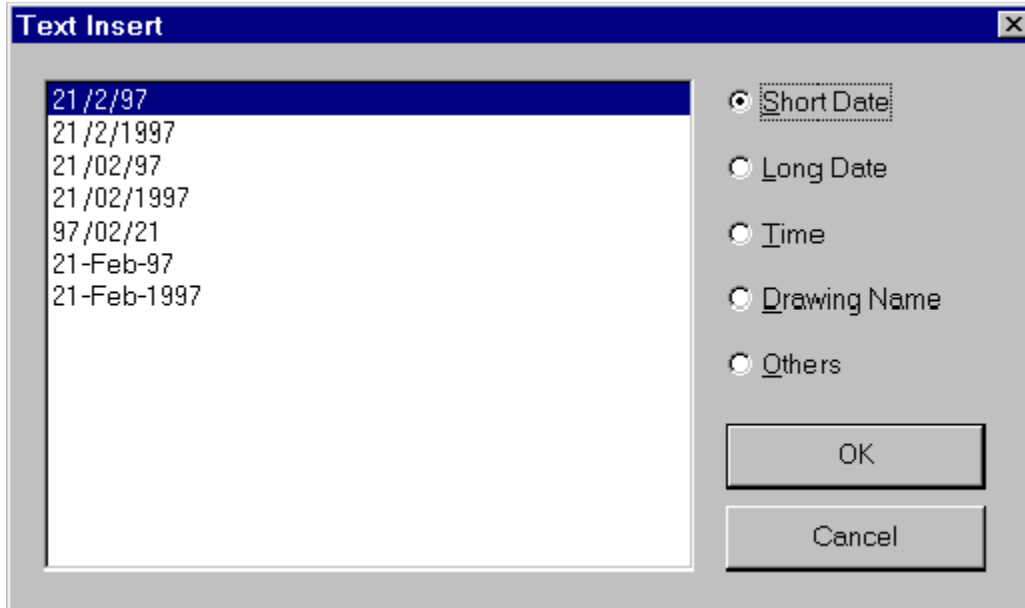 Text Insert
21/2/97
21/2/1997
21/02/97
21/02/1997
97/02/21
21-Feb-97
21-Feb-1997
Short Date
Long Date
Time
Drawing Name
Others
OK
Cancel